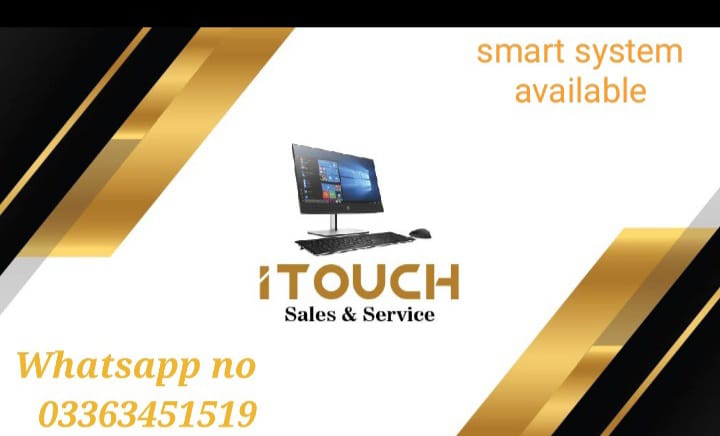 smart system
available
iTOUCH
Sales & Service
Whatsapp no
03363451519